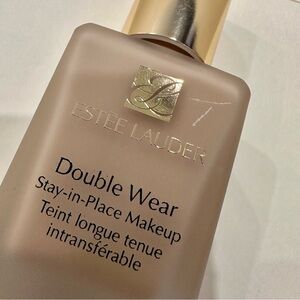 ESTEE LAUDER
Double Wear
Stay-in-Place Makeup
Teint longue tenue
intransférable